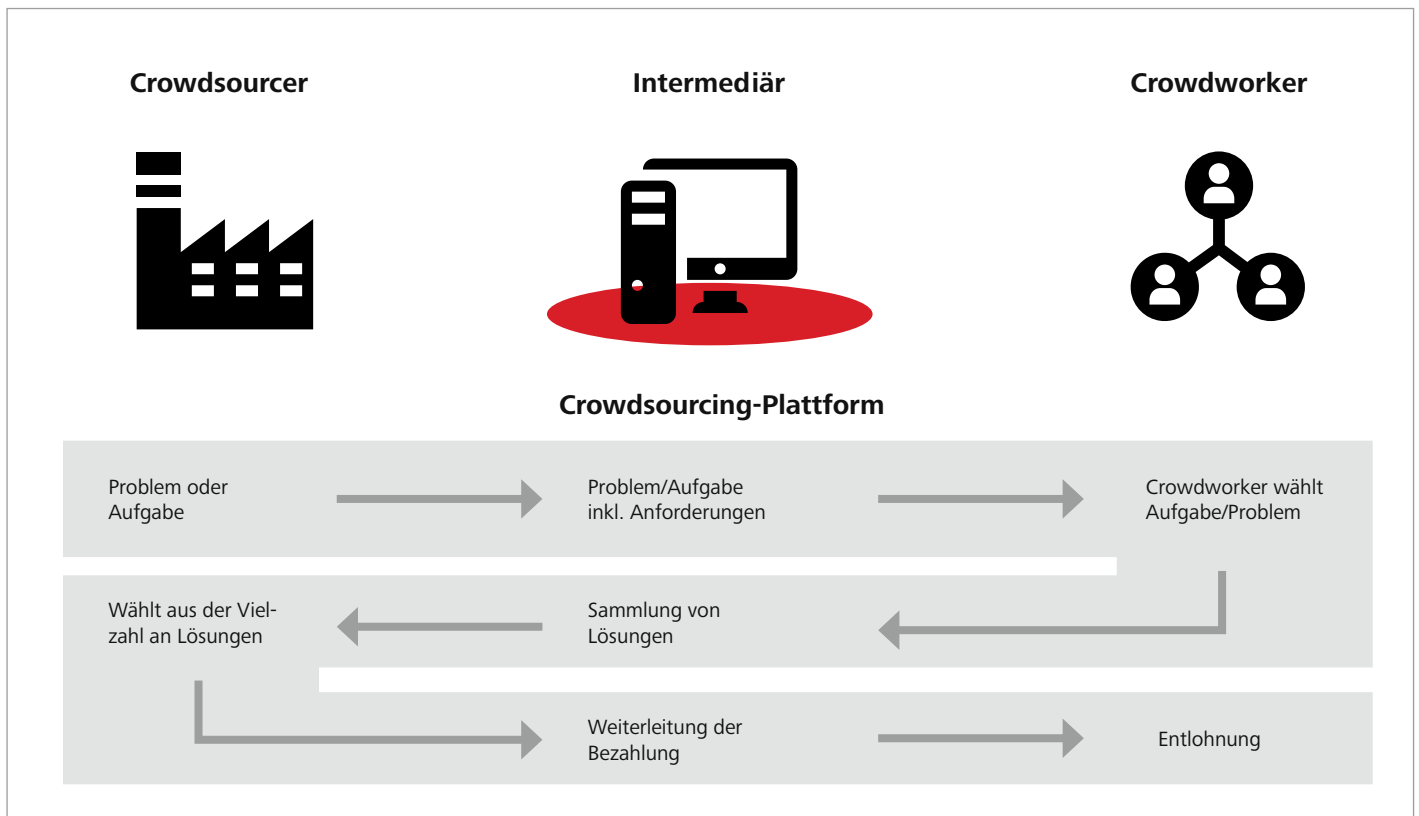 Crowdsourcer
Intermediär
Crowdworker
Crowdsourcing-Plattform
Problem oder
Aufgabe
Problem/Aufgabe
inkl. Anforderungen
Crowdworker wählt
Aufgabe/Problem
Wählt aus der Viel-
zahl an Lösungen
Sammlung von
Lösungen
Weiterleitung der
Bezahlung
Entlohnung